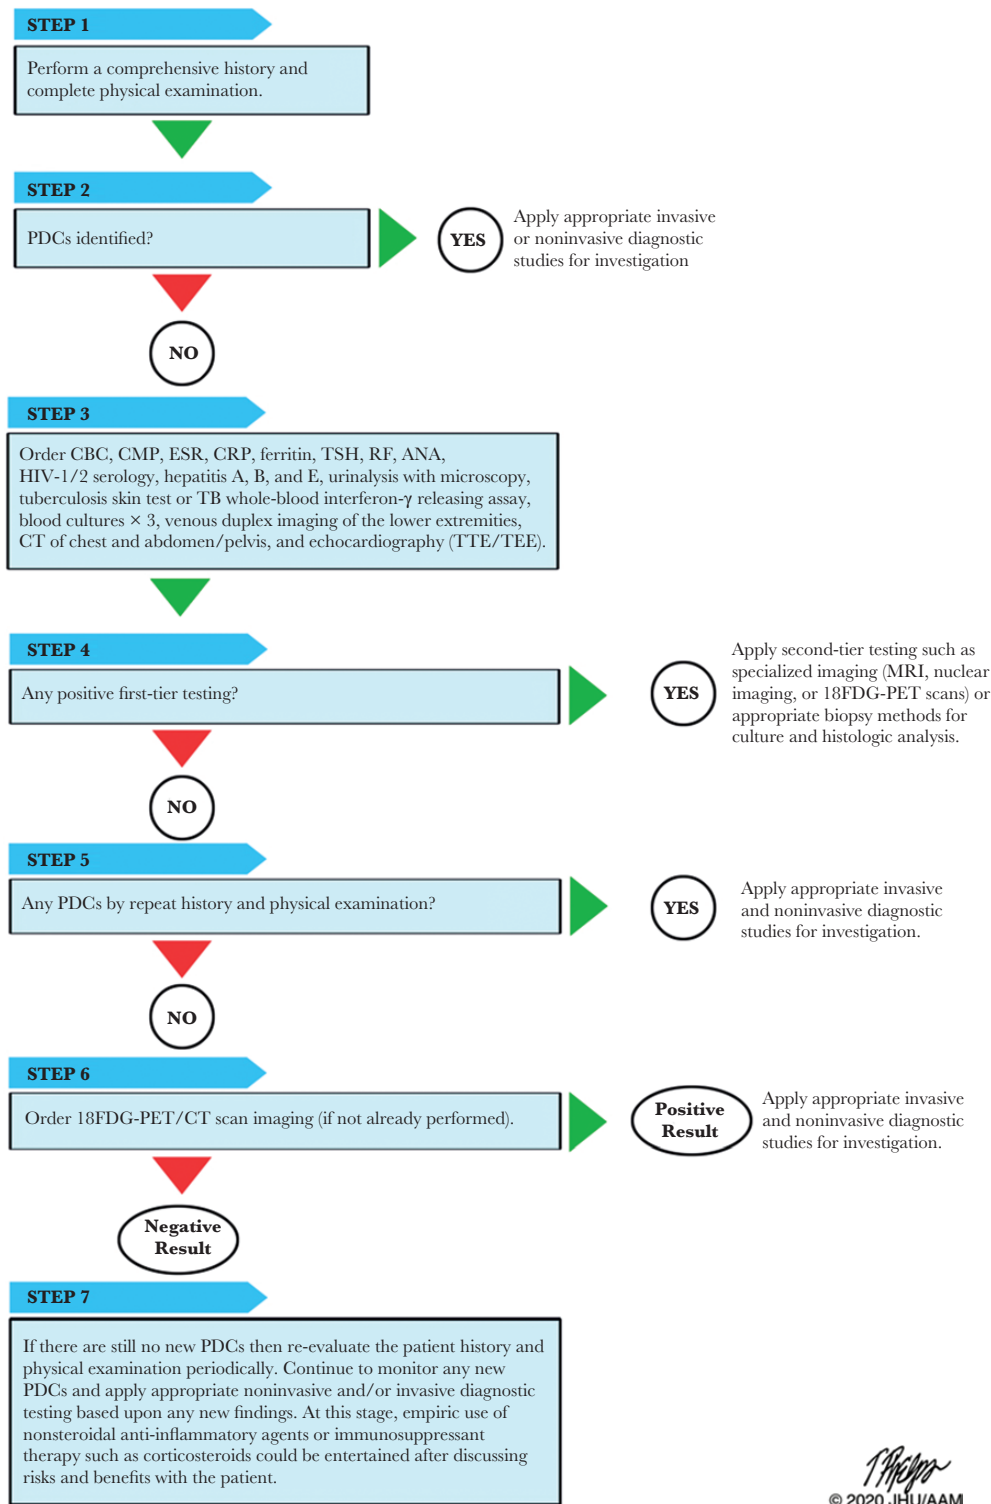 STEP 1
Perform a comprehensive history and
complete physical examination.
STEP 2
PDCs identified?
YES
Apply appropriate invasive
or noninvasive diagnostic
studies for investigation
NO
STEP 3
Order CBC, CMP, ESR, CRP, ferritin, TSH, RF, ANA,
HIV-1/2 serology, hepatitis A, B, and E, urinalysis with microscopy,
tuberculosis skin test or TB whole-blood interferon-γ releasing assay,
blood cultures × 3, venous duplex imaging of the lower extremities,
CT of chest and abdomen/pelvis, and echocardiography (TTE/TEE).
STEP 4
Any positive first-tier testing?
YES
Apply second-tier testing such as
specialized imaging (MRI, nuclear
imaging, or 18FDG-PET scans) or
appropriate biopsy methods for
culture and histologic analysis.
NO
STEP 5
Any PDCs by repeat history and physical examination?
YES
Apply appropriate invasive
and noninvasive diagnostic
studies for investigation.
NO
STEP 6
Order 18FDG-PET/CT scan imaging (if not already performed).
Positive
Result
Apply appropriate invasive
and noninvasive diagnostic
studies for investigation.
Negative
Result
STEP 7
If there are still no new PDCs then re-evaluate the patient history and
physical examination periodically. Continue to monitor any new
PDCs and apply appropriate noninvasive and/or invasive diagnostic
testing based upon any new findings. At this stage, empiric use of
nonsteroidal anti-inflammatory agents or immunosuppressant
therapy such as corticosteroids could be entertained after discussing
risks and benefits with the patient.
T Phelps
© 2020 JHU/AAM